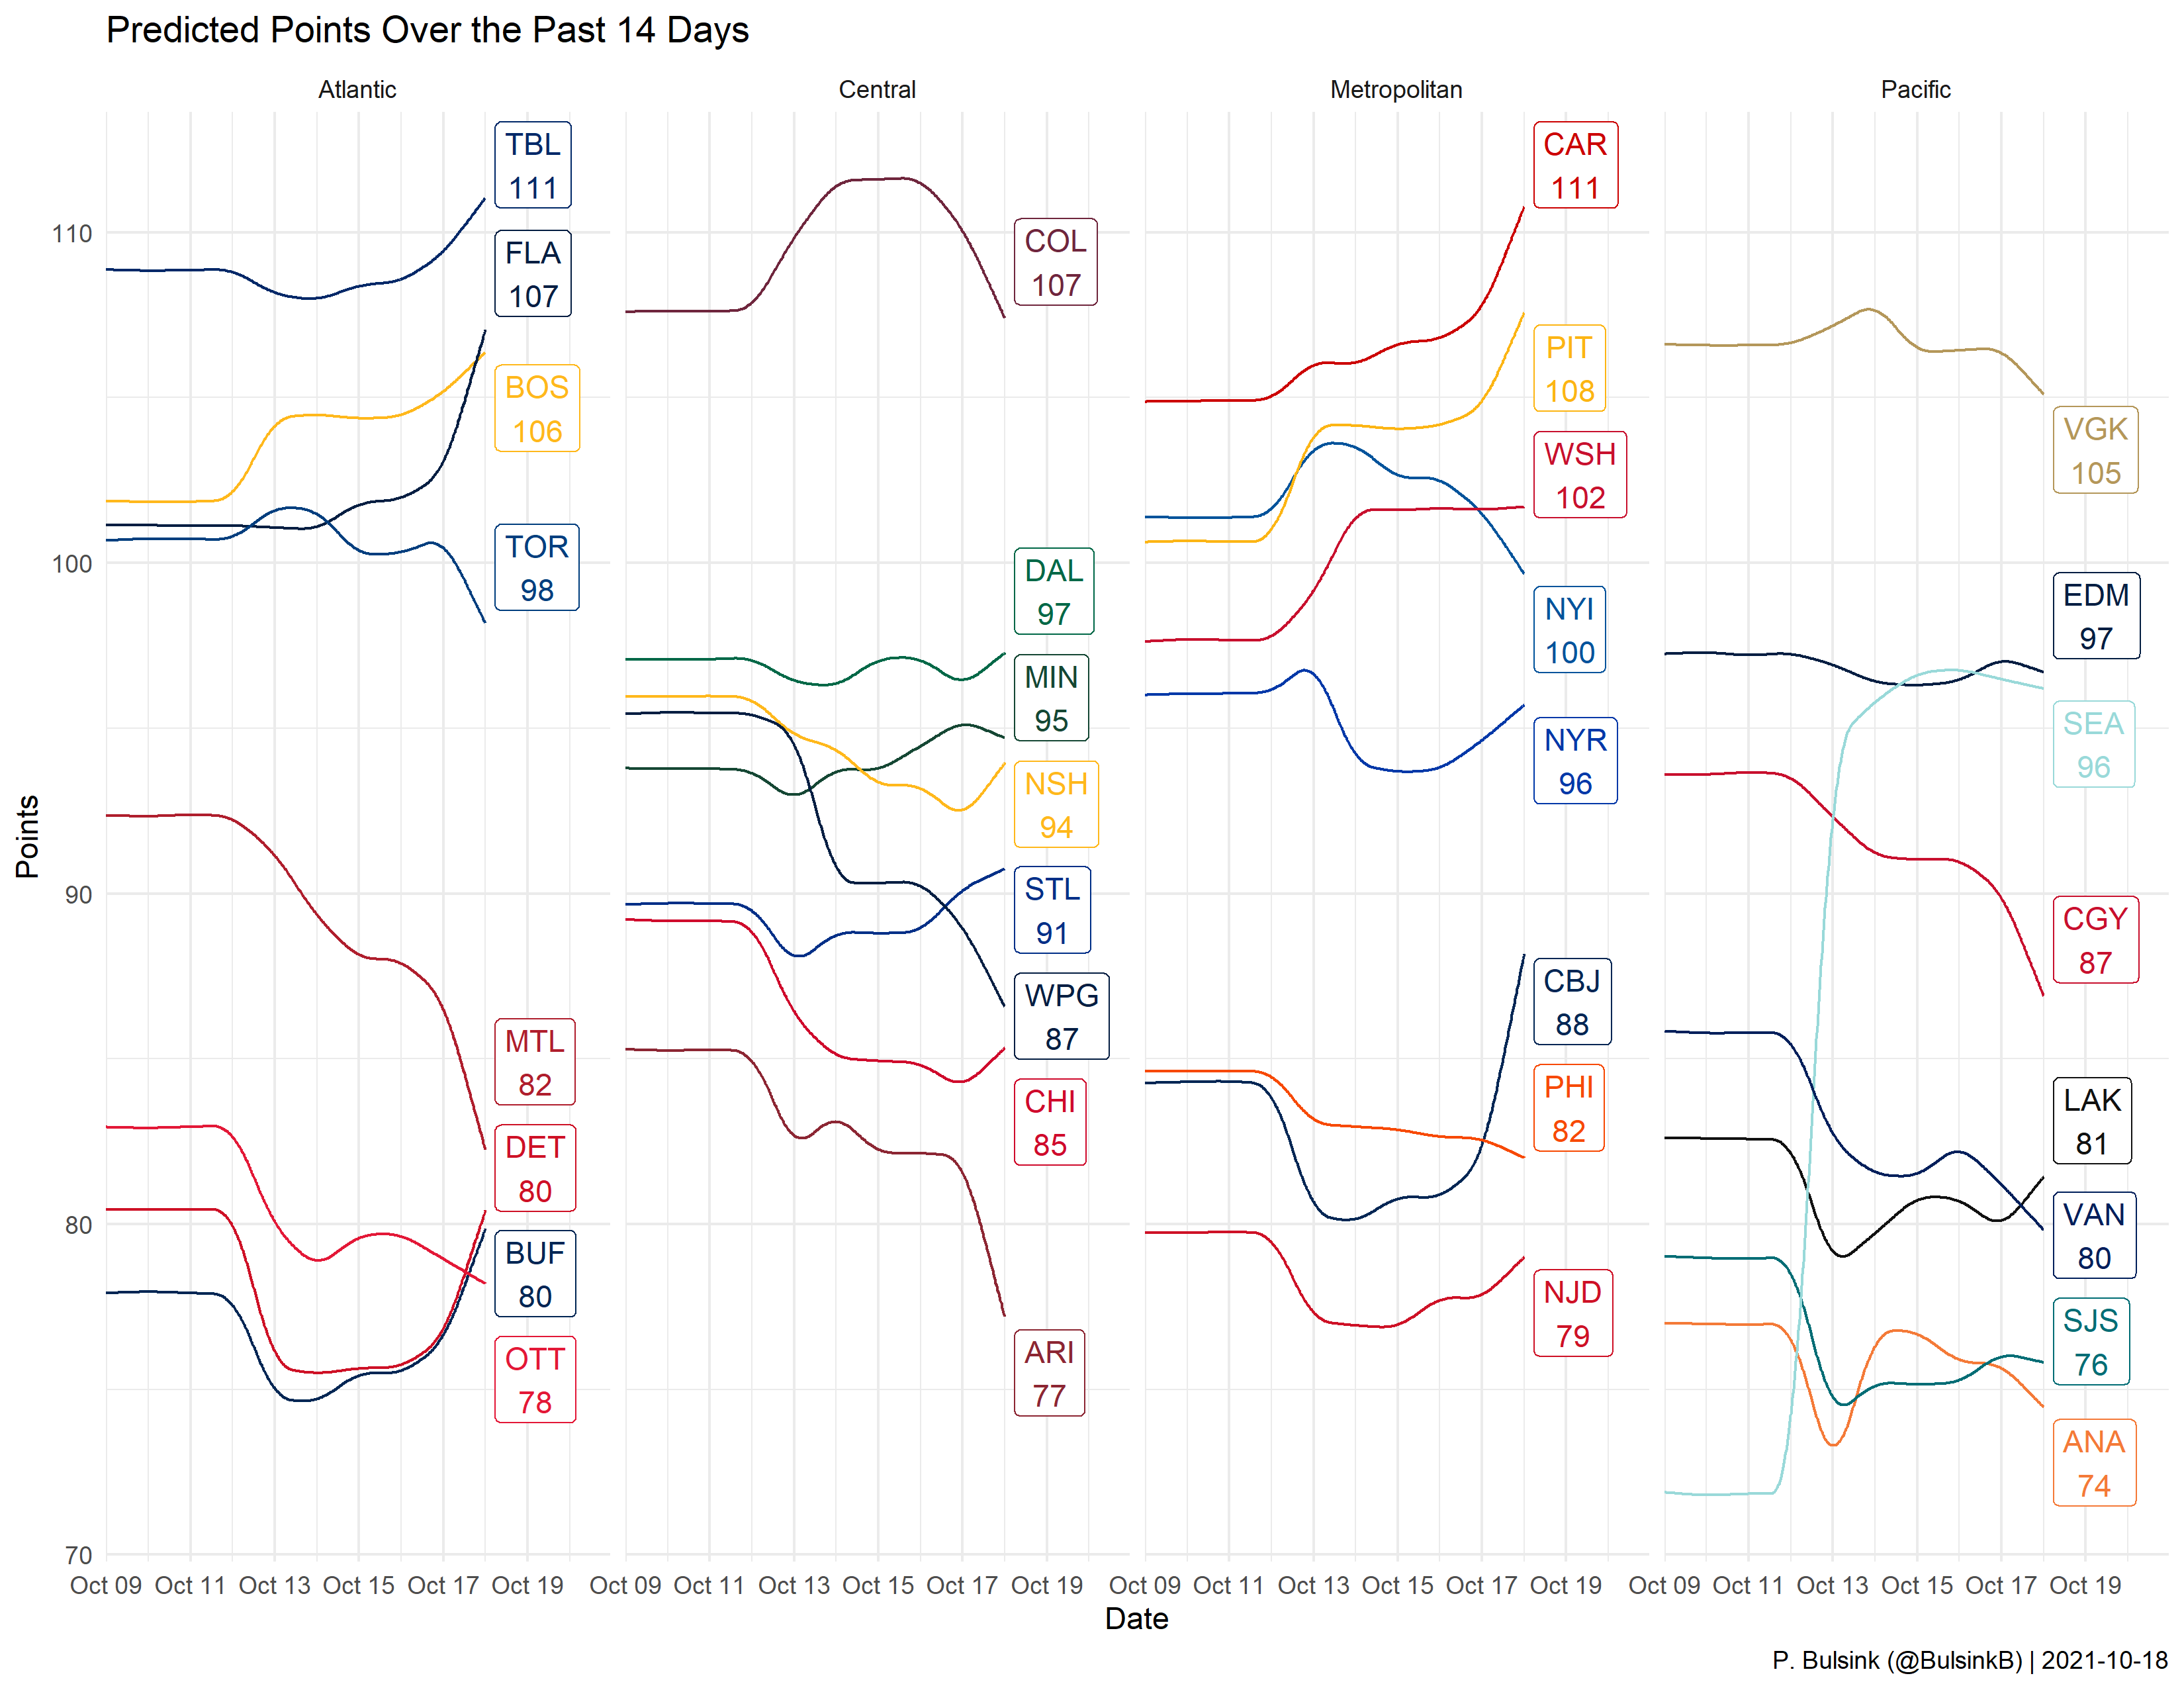 Predicted Points Over the Past 14 Days
Atlantic
Central
Metropolitan
Pacific
Points
110
100
90
80
70
TBL
111
FLA
107
BOS
106
TOR
98
MTL
82
DET
80
BUF
80
OTT
78
COL
107
DAL
97
MIN
95
NSH
94
STL
91
WPG
87
CHI
85
ARI
77
CAR
111
PIT
108
WSH
102
NYI
100
NYR
96
CBJ
88
PHI
82
NJD
79
VGK
105
EDM
97
SEA
96
CGY
87
LAK
81
VAN
80
SJS
76
ANA
74
Oct 09 Oct 11 Oct 13 Oct 15 Oct 17 Oct 19
Oct 09 Oct 11 Oct 13 Oct 15 Oct 17 Oct 19
Oct 09 Oct 11 Oct 13 Oct 15 Oct 17 Oct 19
Oct 09 Oct 11 Oct 13 Oct 15 Oct 17 Oct 19
Date
P. Bulsink (@BulsinkB) | 2021-10-18